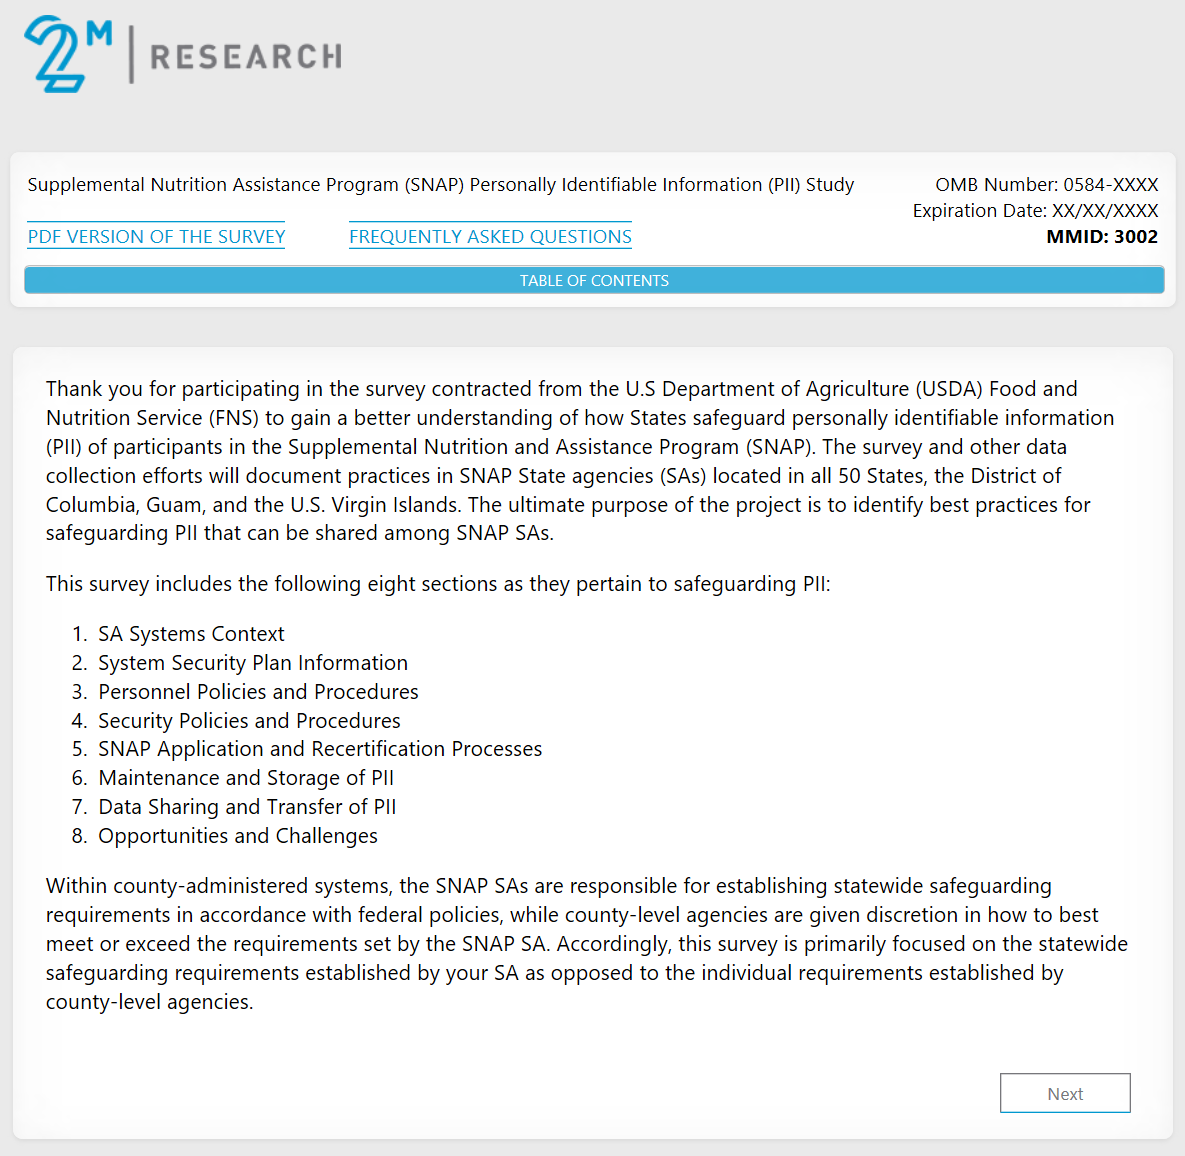 2M RESEARCH
Supplemental Nutrition Assistance Program (SNAP) Personally Identifiable Information (PII) Study
OMB Number: 0584-XXXX
Expiration Date: XX/XX/XXXX
PDF VERSION OF THE SURVEY
FREQUENTLY ASKED QUESTIONS
MMID: 3002
TABLE OF CONTENTS
Thank you for participating in the survey contracted from the U.S Department of Agriculture (USDA) Food and
Nutrition Service (FNS) to gain a better understanding of how States safeguard personally identifiable information
(PII) of participants in the Supplemental Nutrition and Assistance Program (SNAP). The survey and other data
collection efforts will document practices in SNAP State agencies (SAs) located in all 50 States, the District of
Columbia, Guam, and the U.S. Virgin Islands. The ultimate purpose of the project is to identify best practices for
safeguarding PII that can be shared among SNAP SAs.
This survey includes the following eight sections as they pertain to safeguarding PII:
1. SA Systems Context
2. System Security Plan Information
3. Personnel Policies and Procedures
4. Security Policies and Procedures
5. SNAP Application and Recertification Processes
6. Maintenance and Storage of PII
7. Data Sharing and Transfer of PII
8. Opportunities and Challenges
Within county-administered systems, the SNAP SAs are responsible for establishing statewide safeguarding
requirements in accordance with federal policies, while county-level agencies are given discretion in how to best
meet or exceed the requirements set by the SNAP SA. Accordingly, this survey is primarily focused on the statewide
safeguarding requirements established by your SA as opposed to the individual requirements established by
county-level agencies.
Next